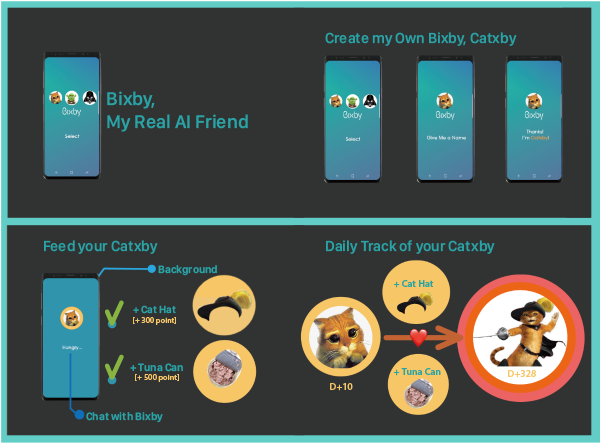 Bixby,
My Real AI Friend
Bixby
Select
Create my Own Bixby, Catxby
Bixby
Select
Bixby
Give Me a Name
Bixby
Thanks!
I'm Catxby!
Feed your Catxby
Background
Hungry...
+ Cat Hat
[+ 300 point]
+ Tuna Can
[+ 500 point]
Chat with Bixby
Daily Track of your Catxby
+ Cat Hat
+ Tuna Can
D+10
D+328